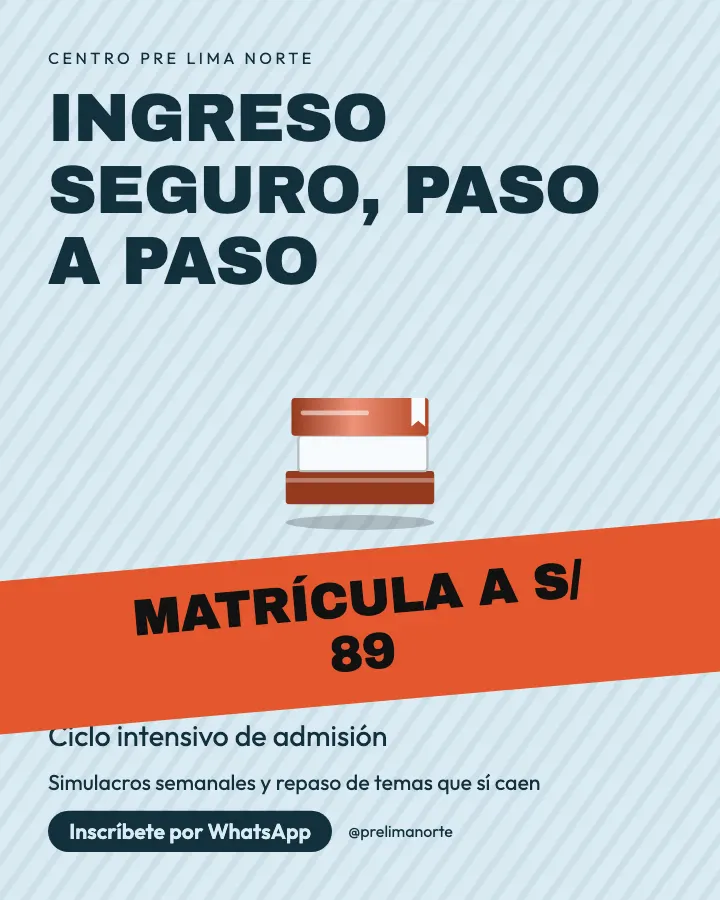 CENTRO PRE LIMA NORTE
INGRESO
SEGURO, PASO
A PASO
MATRÍCULA A S/
89
Ciclo intensivo de admisión
Simulacros semanales y repaso de temas que sí caen
Inscríbete por WhatsApp
@prelimanorte